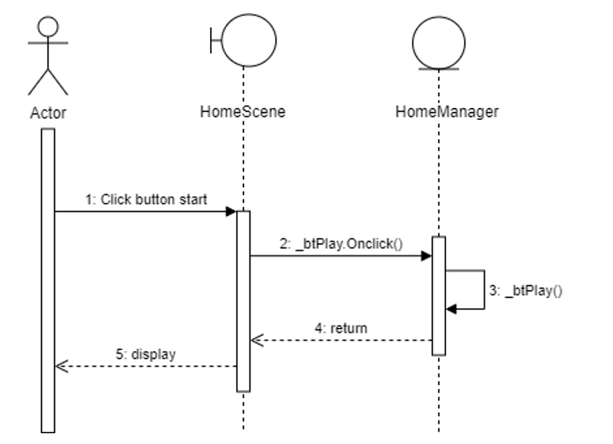 Actor
HomeScene
HomeManager
1: Click button start
2: _btPlay.Onclick()
3: _btPlay()
4: return
5: display